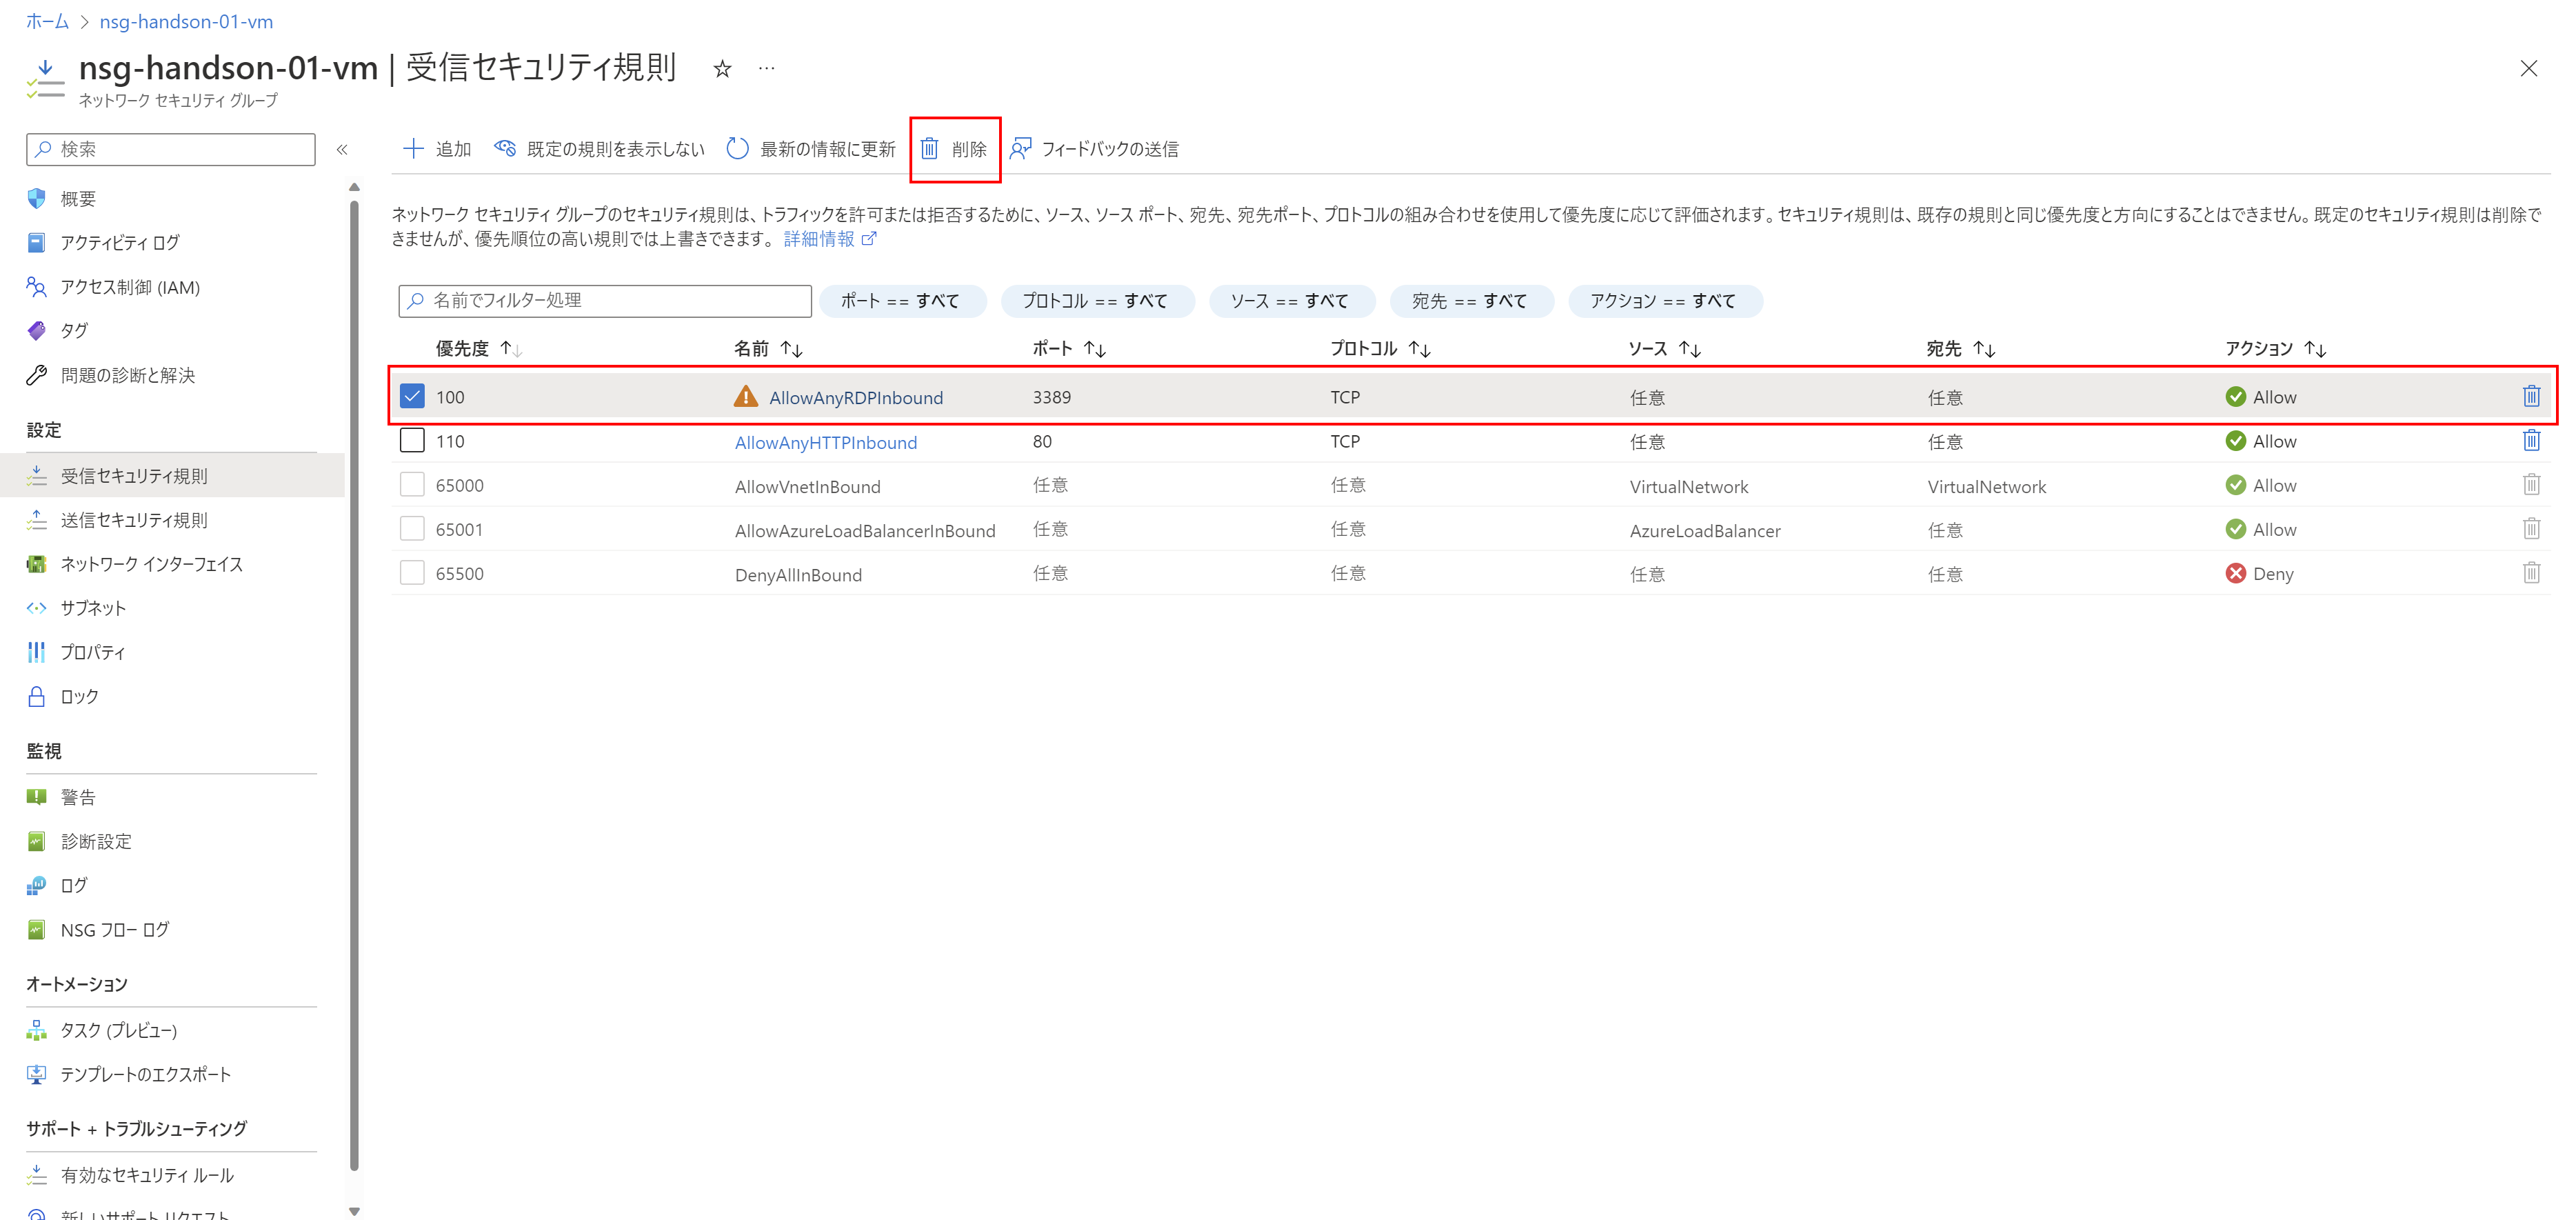 ホーム > nsg-handson-01-vm
nsg-handson-01-vm | 受信セキュリティ規則 ☆ …
ネットワーク セキュリティ グループ
検索 «
追加 既定の規則を表示しない 最新の情報に更新 削除 フィードバックの送信
概要
アクティビティ ログ
アクセス制御 (IAM)
タグ
問題の診断と解決
設定
受信セキュリティ規則
送信セキュリティ規則
ネットワーク インターフェイス
サブネット
プロパティ
ロック
監視
警告
診断設定
ログ
NSG フロー ログ
オートメーション
タスク (プレビュー)
テンプレートのエクスポート
サポート + トラブルシューティング
有効なセキュリティ ルール
新しいサポート リクエスト
ネットワーク セキュリティ グループのセキュリティ規則は、トラフィックを許可または拒否するために、ソース、ソース ポート、宛先、宛先ポート、プロトコルの組み合わせを使用して優先度に応じて評価されます。セキュリティ規則は、既存の規則と同じ優先度と方向にすることはできません。既定のセキュリティ規則は削除で
きませんが、優先順位の高い規則では上書きできます。 詳細情報
名前でフィルター処理 ポート == すべて プロトコル == すべて ソース == すべて 宛先 == すべて アクション == すべて
優先度 ↑↓ 名前 ↑↓ ポート ↑↓ プロトコル ↑↓ ソース ↑↓ 宛先 ↑↓ アクション ↑↓
100 AllowAnyRDPInbound 3389 TCP 任意 任意 Allow
110 AllowAnyHTTPInbound 80 TCP 任意 任意 Allow
65000 AllowVnetInBound 任意 任意 VirtualNetwork VirtualNetwork Allow
65001 AllowAzureLoadBalancerInBound 任意 任意 AzureLoadBalancer 任意 Allow
65500 DenyAllInBound 任意 任意 任意 任意 Deny